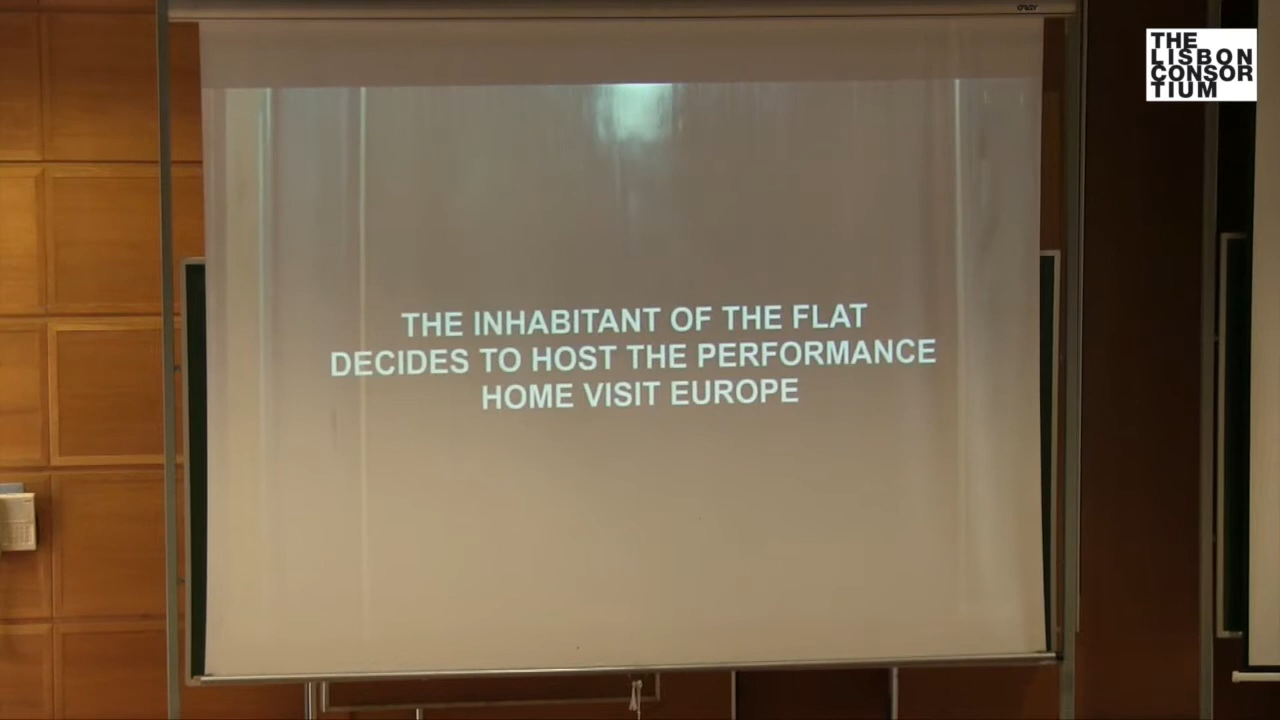 THE
LISBON
CONSOR
TIUM
THE INHABITANT OF THE FLAT
DECIDES TO HOST THE PERFORMANCE
HOME VISIT EUROPE